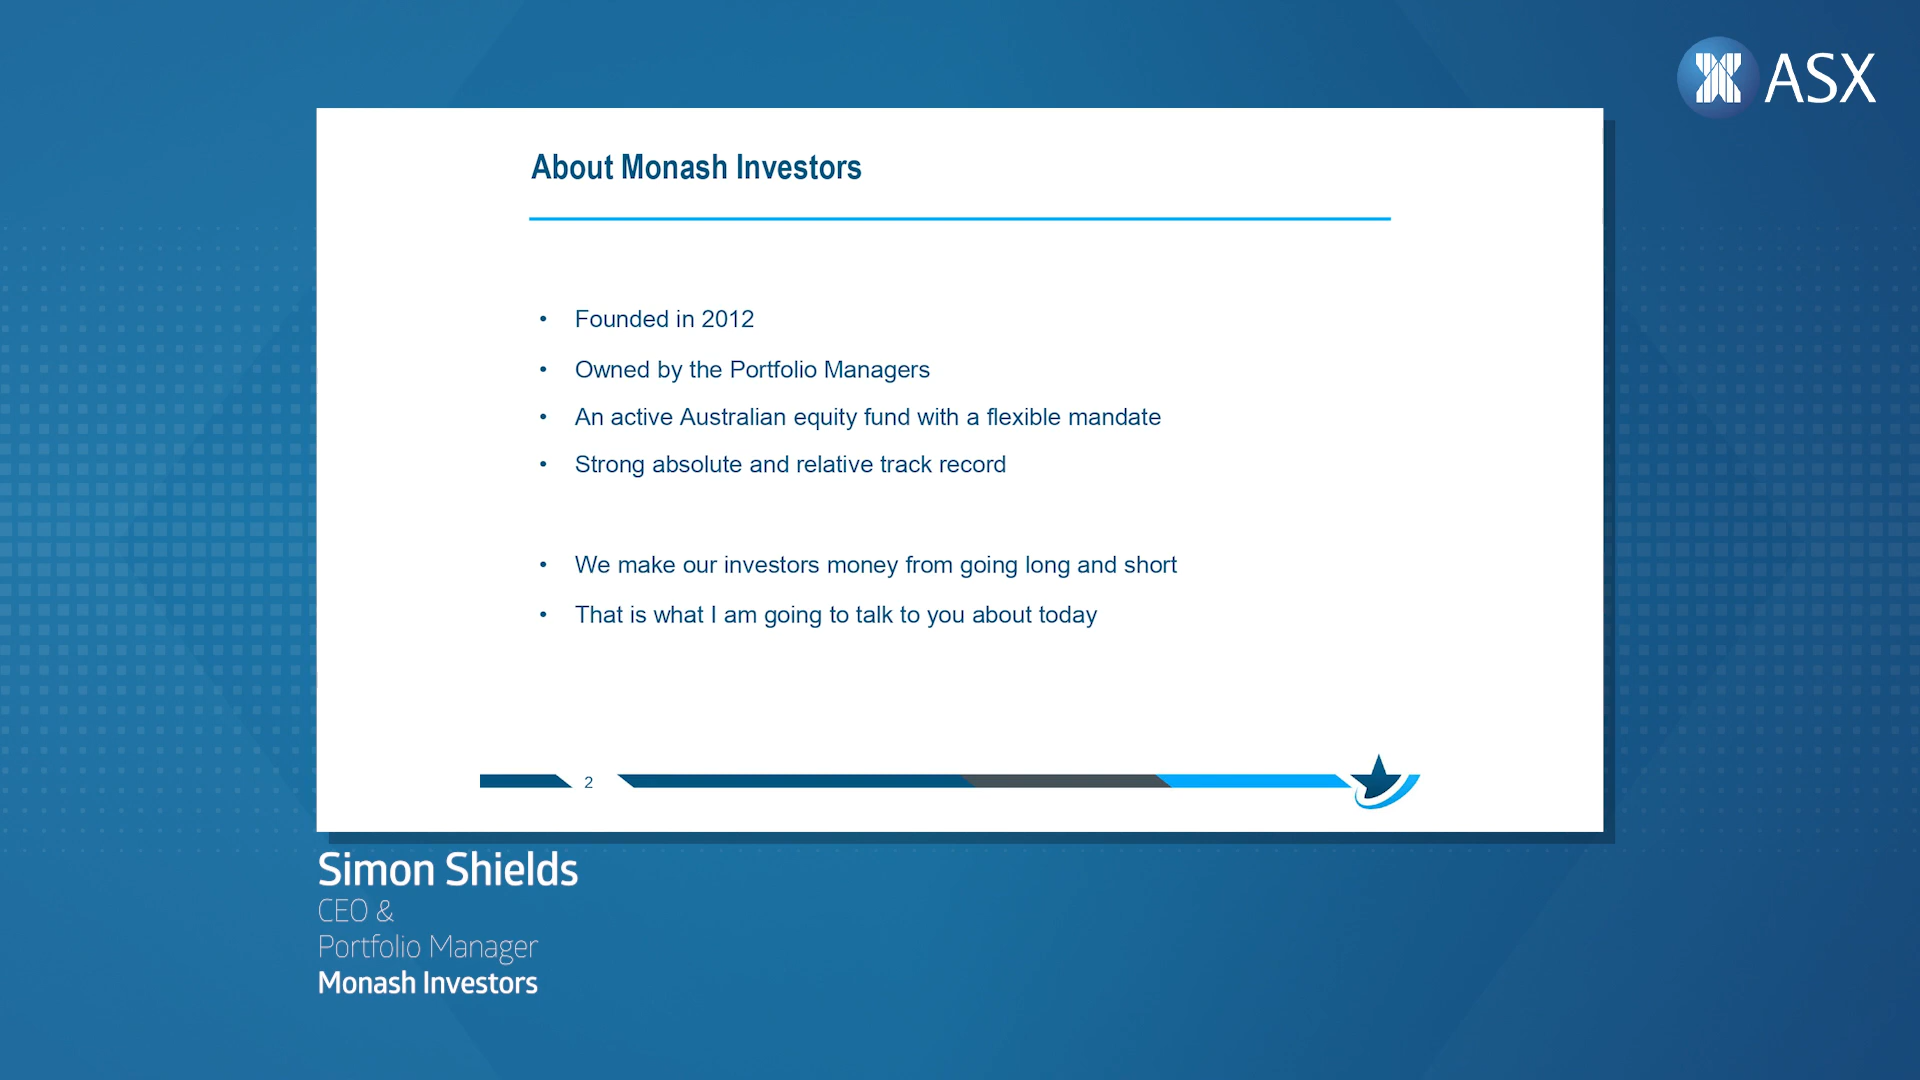 ASX
About Monash Investors
• Founded in 2012
• Owned by the Portfolio Managers
• An active Australian equity fund with a flexible mandate
• Strong absolute and relative track record
• We make our investors money from going long and short
• That is what I am going to talk to you about today
2
Simon Shields
CEO &
Portfolio Manager
Monash Investors